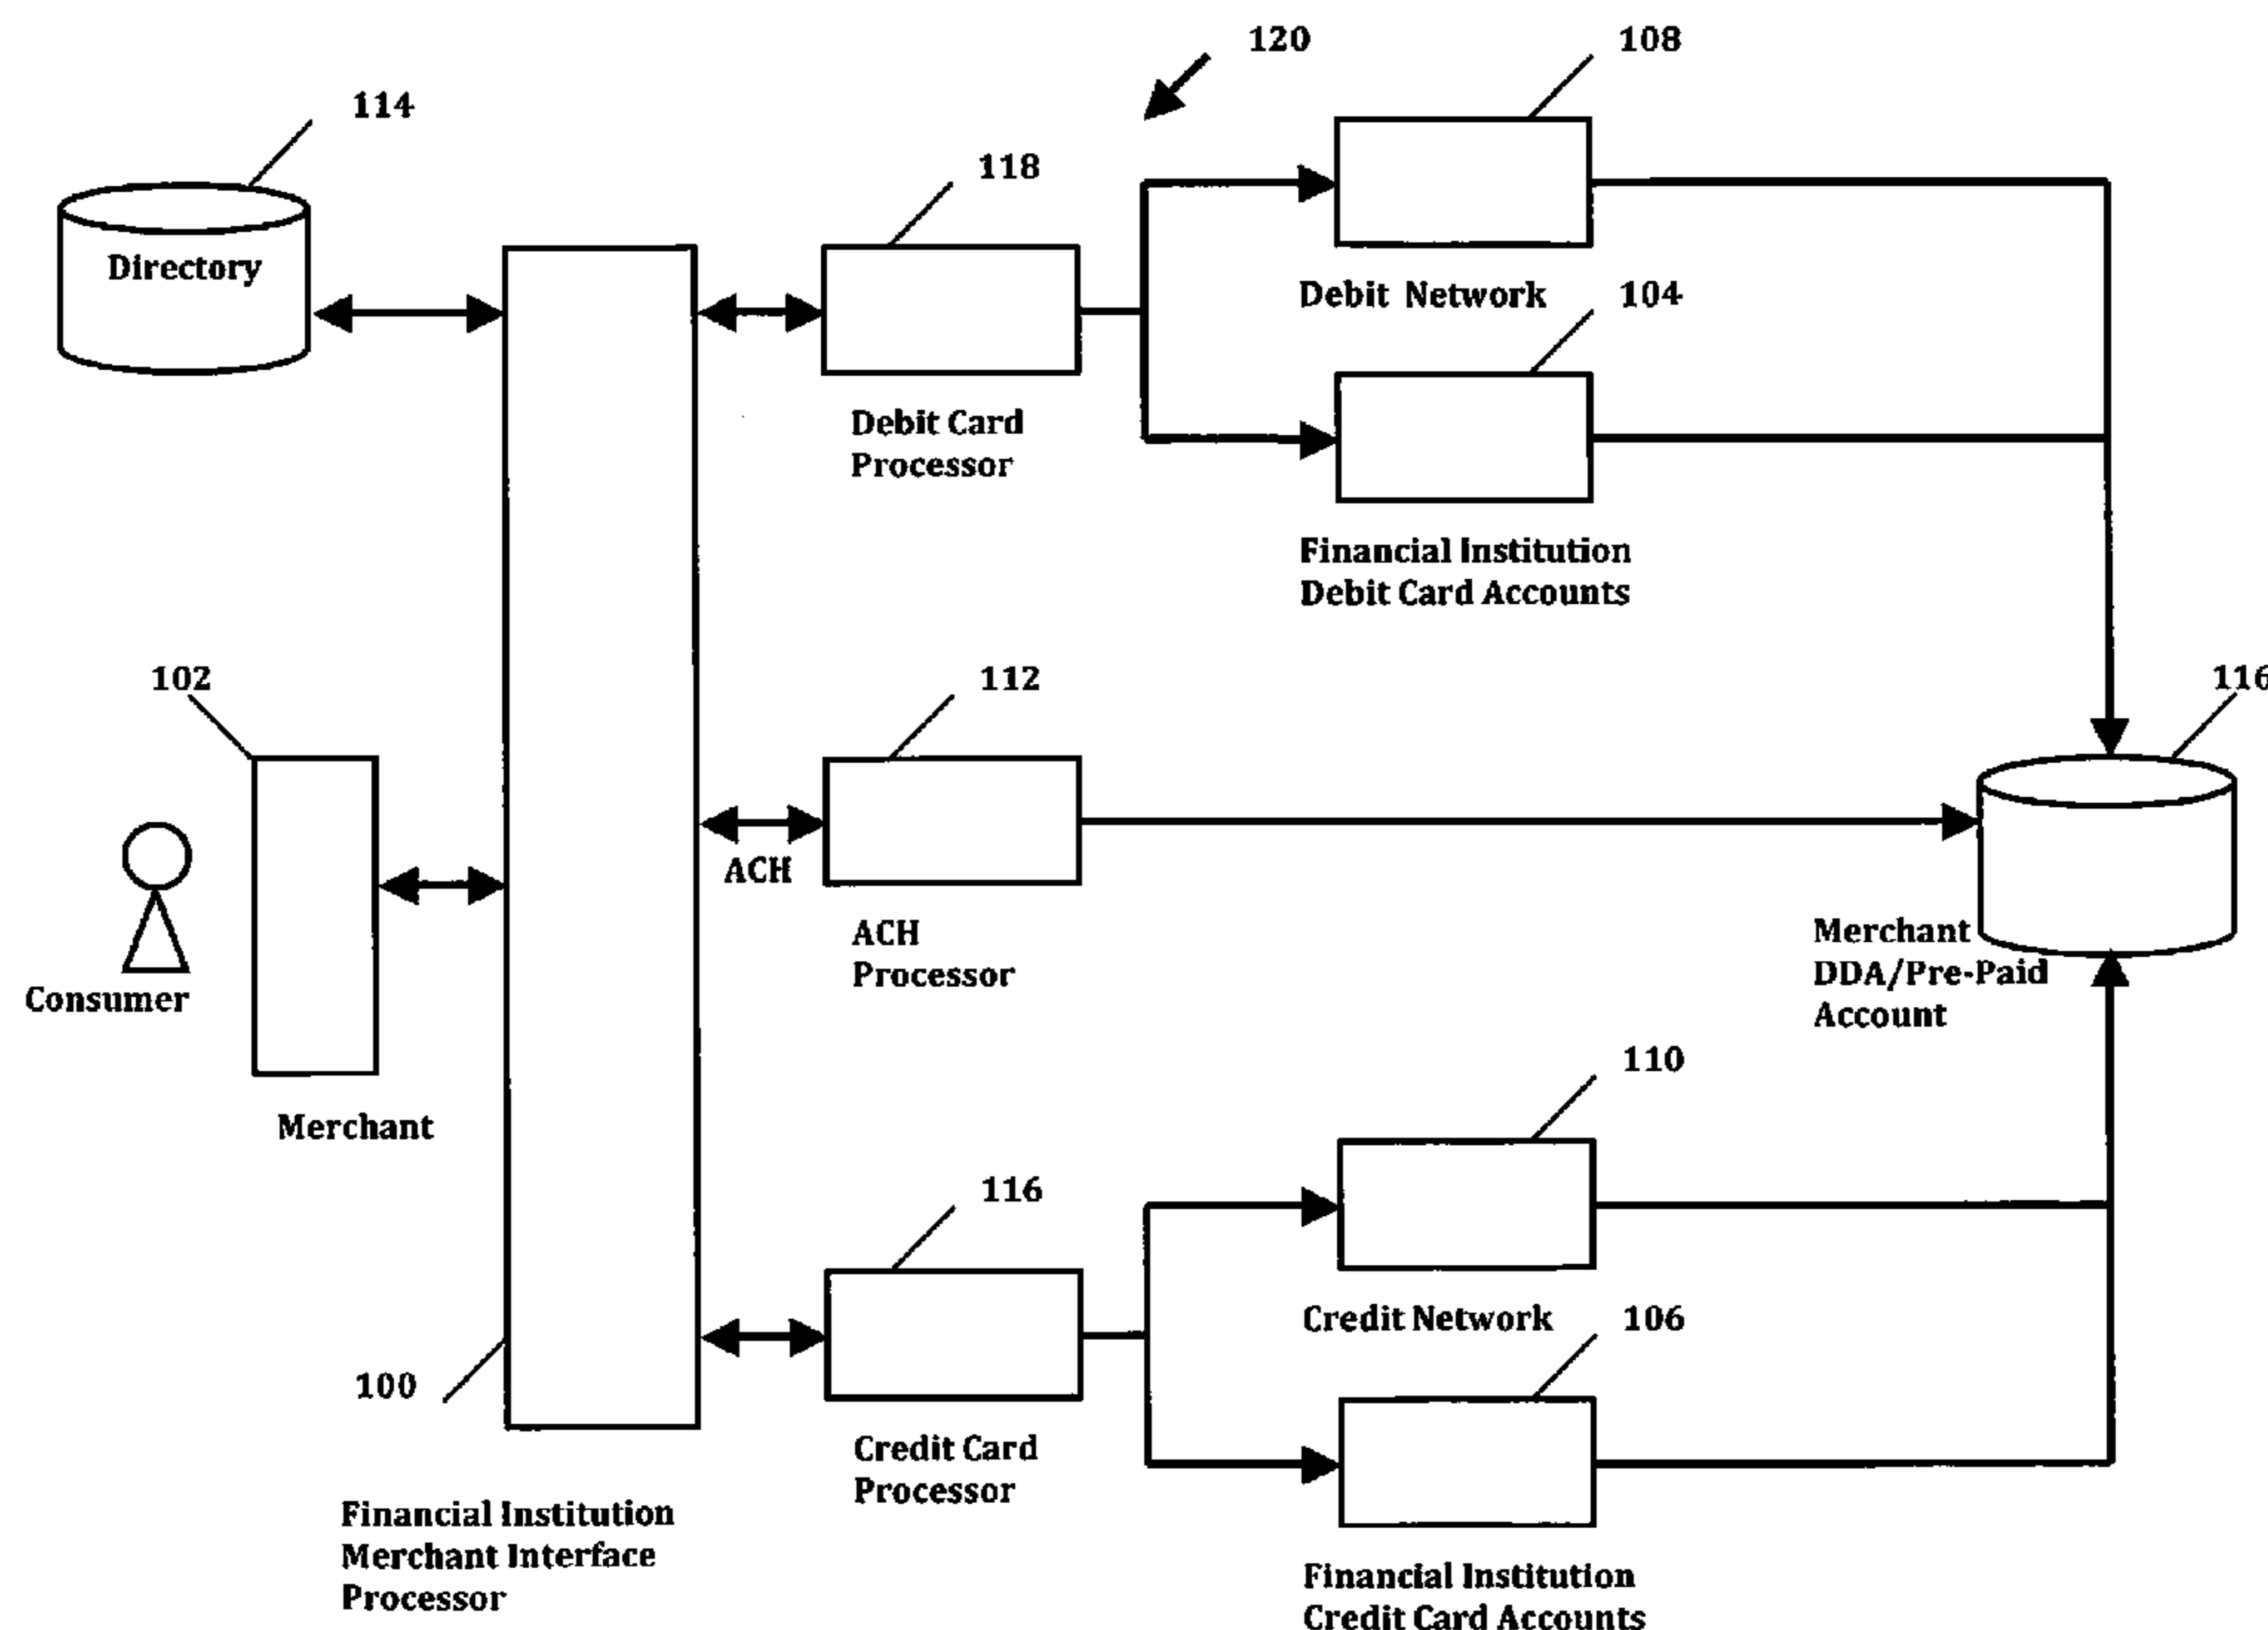 120
108
114
118
Directory
Debit Network
104
Debit Card
Processor
Financial Institution
Debit Card Accounts
102
112
116
ACH
ACH
Processor
Merchant
DDA/Pre-Paid
Account
Consumer
Merchant
110
116
Credit Network
106
100
Credit Card
Processor
Financial Institution
Merchant Interface
Processor
Financial Institution
Credit Card Accounts